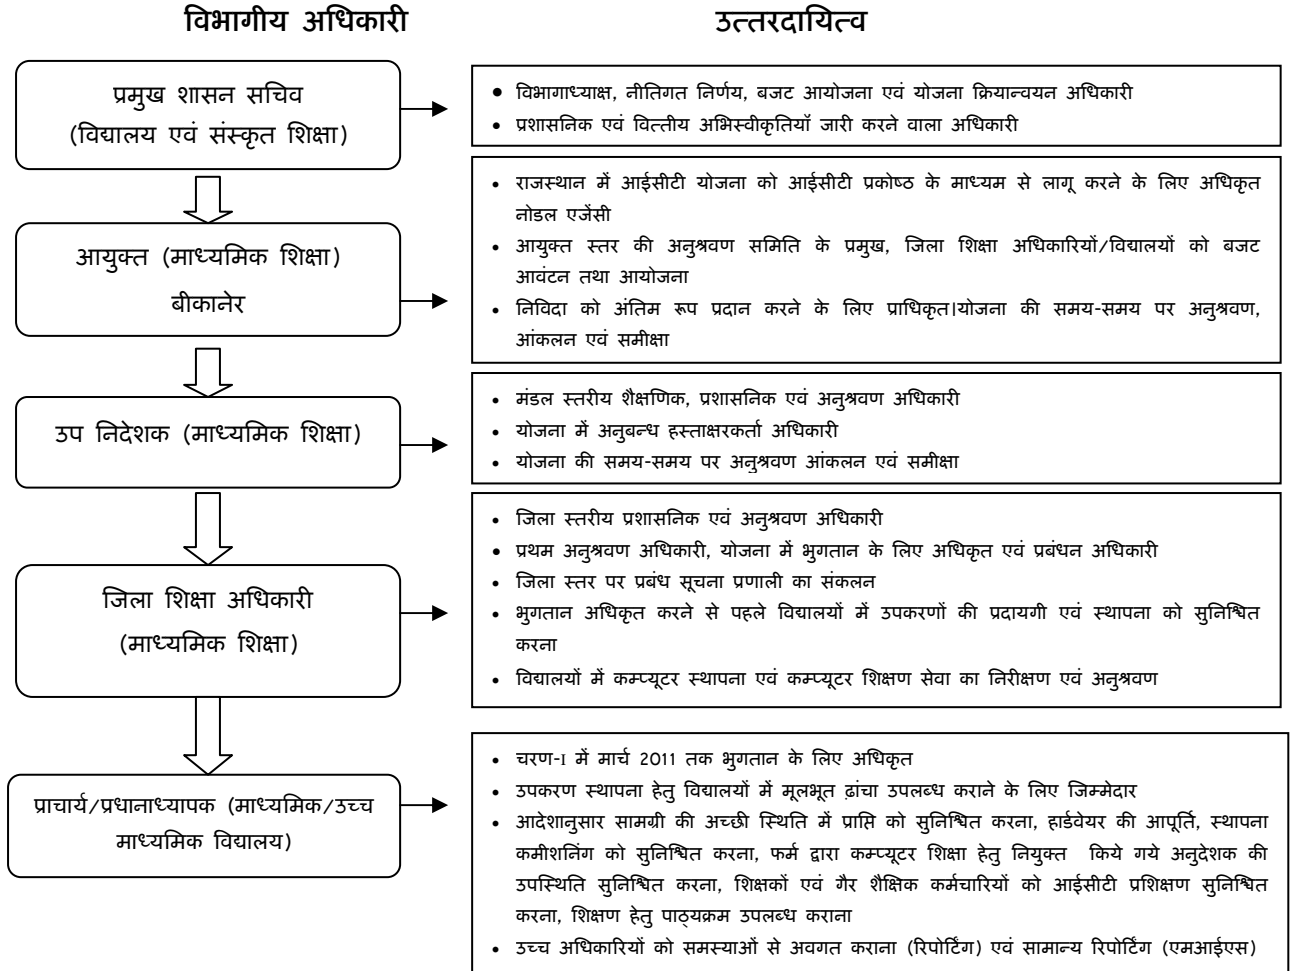 विभागीय अधिकारी
उत्तरदायित्व
प्रमुख शासन सचिव
(विद्यालय एवं संस्कृत शिक्षा)
• विभागाध्याक्ष, नीतिगत निर्णय, बजट आयोजना एवं योजना क्रियान्वयन अधिकारी
• प्रशासनिक एवं वित्तीय अभिस्वीकृतियाँ जारी करने वाला अधिकारी
आयुक्त (माध्यमिक शिक्षा)
बीकानेर
• राजस्थान में आईसीटी योजना को आईसीटी प्रकोष्ठ के माध्यम से लागू करने के लिए अधिकृत
नोडल एजेंसी
• आयुक्त स्तर की अनुश्रवण समिति के प्रमुख, जिला शिक्षा अधिकारियों/विद्यालयों को बजट
आवंटन तथा आयोजना
• निविदा को अंतिम रूप प्रदान करने के लिए प्राधिकृत।योजना की समय-समय पर अनुश्रवण,
आंकलन एवं समीक्षा
उप निदेशक (माध्यमिक शिक्षा)
• मंडल स्तरीय शैक्षणिक, प्रशासनिक एवं अनुश्रवण अधिकारी
• योजना में अनुबन्ध हस्ताक्षरकर्ता अधिकारी
• योजना की समय-समय पर अनुश्रवण आंकलन एवं समीक्षा
जिला शिक्षा अधिकारी
(माध्यमिक शिक्षा)
• जिला स्तरीय प्रशासनिक एवं अनुश्रवण अधिकारी
• प्रथम अनुश्रवण अधिकारी, योजना में भुगतान के लिए अधिकृत एवं प्रबंधन अधिकारी
• जिला स्तर पर प्रबंध सूचना प्रणाली का संकलन
• भुगतान अधिकृत करने से पहले विद्यालयों में उपकरणों की प्रदायगी एवं स्थापना को सुनिश्चित
करना
• विद्यालयों में कम्प्यूटर स्थापना एवं कम्प्यूटर शिक्षण सेवा का निरीक्षण एवं अनुश्रवण
प्राचार्य/प्रधानाध्यापक (माध्यमिक/उच्च
माध्यमिक विद्यालय)
• चरण-I में मार्च 2011 तक भुगतान के लिए अधिकृत
• उपकरण स्थापना हेतु विद्यालयों में मूलभूत ढ़ांचा उपलब्ध कराने के लिए जिम्मेदार
• आदेशानुसार सामग्री की अच्छी स्थिति में प्राप्ति को सुनिश्चित करना, हार्डवेयर की आपूर्ति, स्थापना
कमीशनिंग को सुनिश्चित करना, फर्म द्वारा कम्प्यूटर शिक्षा हेतु नियुक्त किये गये अनुदेशक की
उपस्थिति सुनिश्चित करना, शिक्षकों एवं गैर शैक्षिक कर्मचारियों को आईसीटी प्रशिक्षण सुनिश्चित
करना, शिक्षण हेतु पाठ्यक्रम उपलब्ध कराना
• उच्च अधिकारियों को समस्याओं से अवगत कराना (रिपोर्टिंग) एवं सामान्य रिपोर्टिंग (एमआईएस)